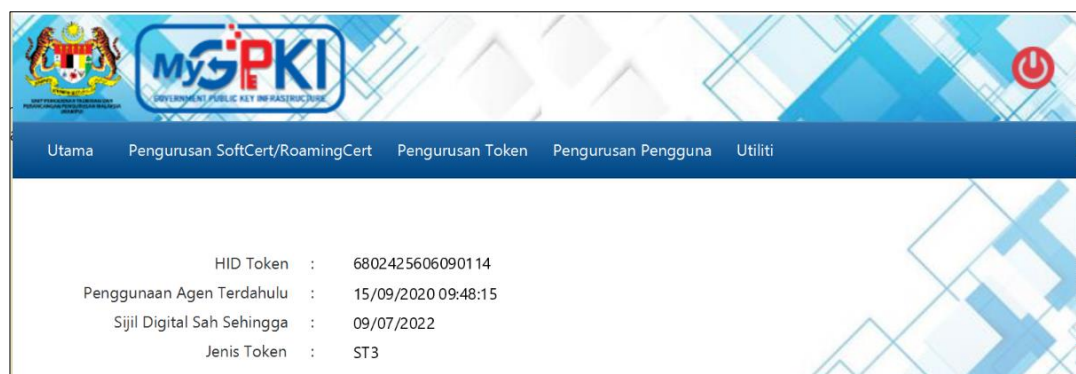 MyGPKI
GOVERNMENT PUBLIC KEY INFRASTRUCTURE
Utama Pengurusan SoftCert/RoamingCert Pengurusan Token Pengurusan Pengguna Utiliti
HID Token : 6802425606090114
Penggunaan Agen Terdahulu : 15/09/2020 09:48:15
Sijil Digital Sah Sehingga : 09/07/2022
Jenis Token : ST3